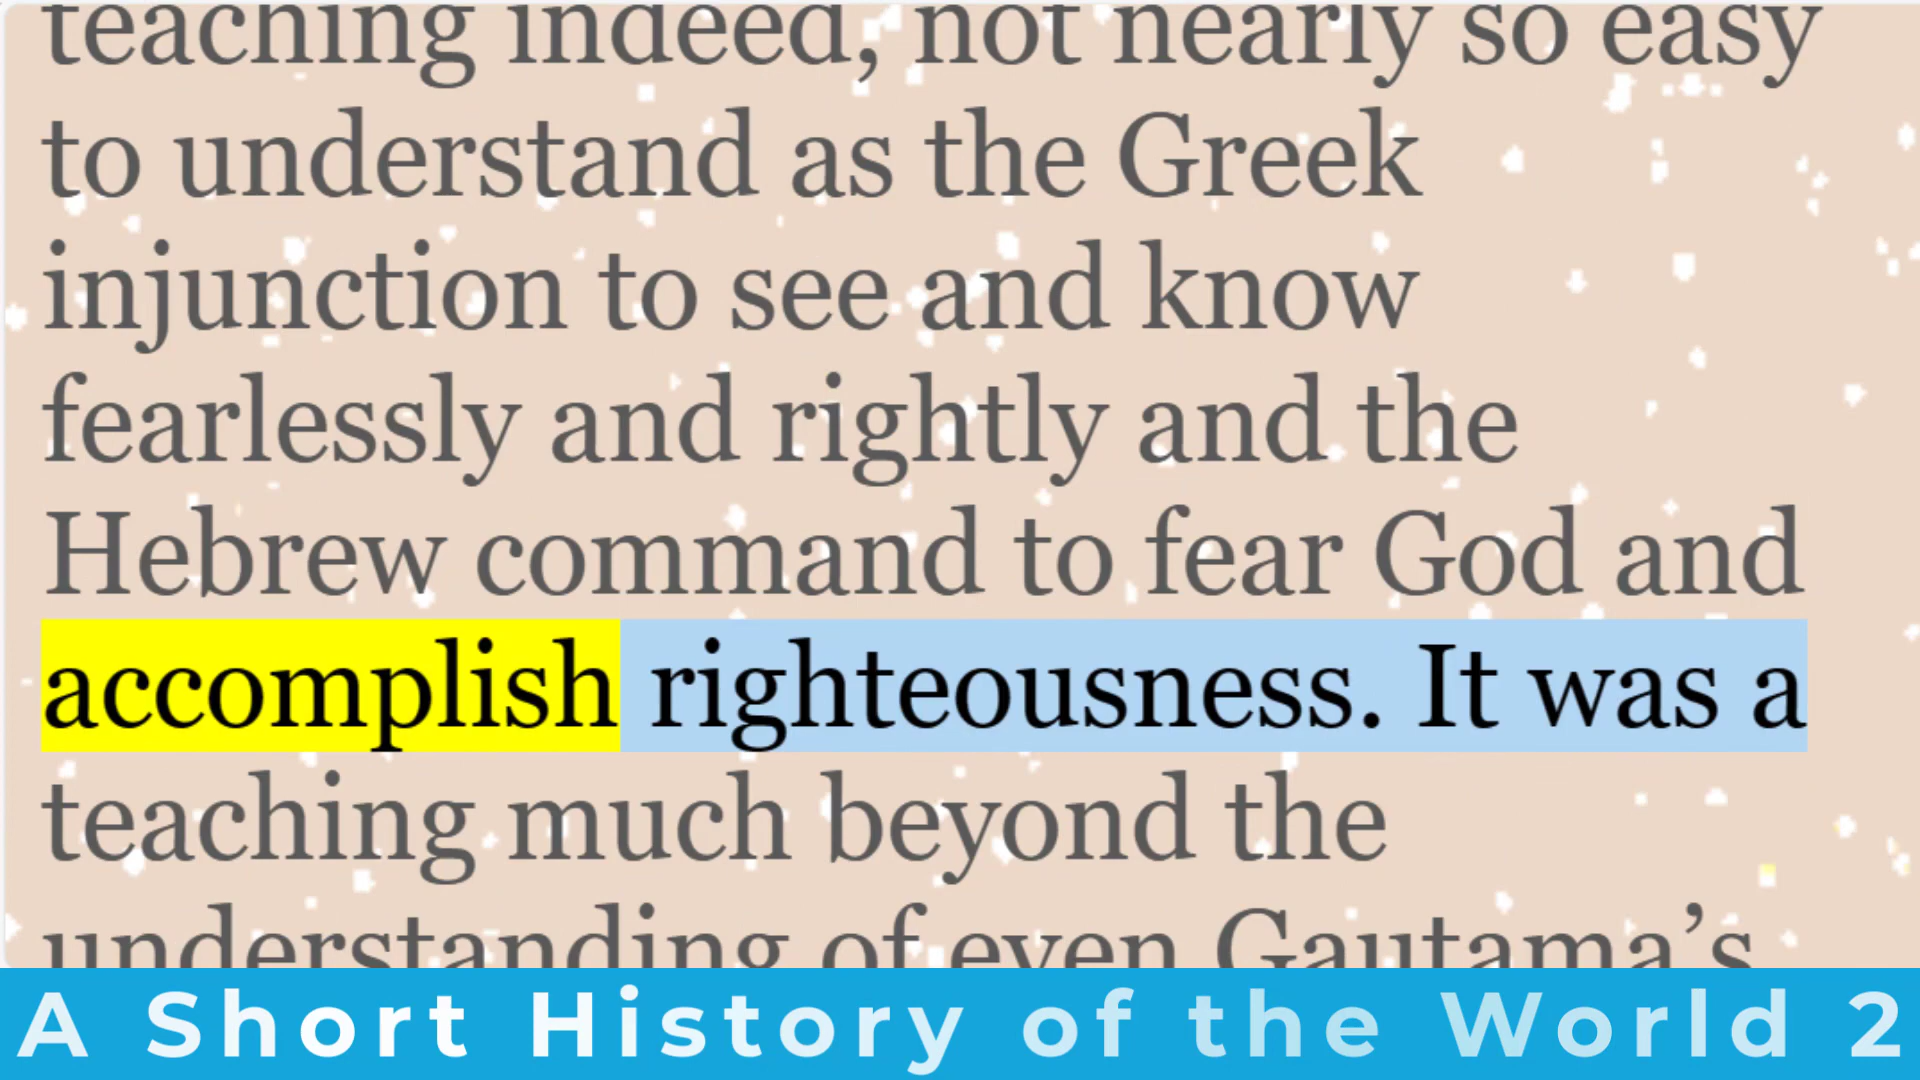 teaching indeed, not nearly so easy
to understand as the Greek
injunction to see and know
fearlessly and rightly and the
Hebrew command to fear God and
accomplish righteousness. It was a
teaching much beyond the
understanding of even Gautama’s
A Short History of the World 2